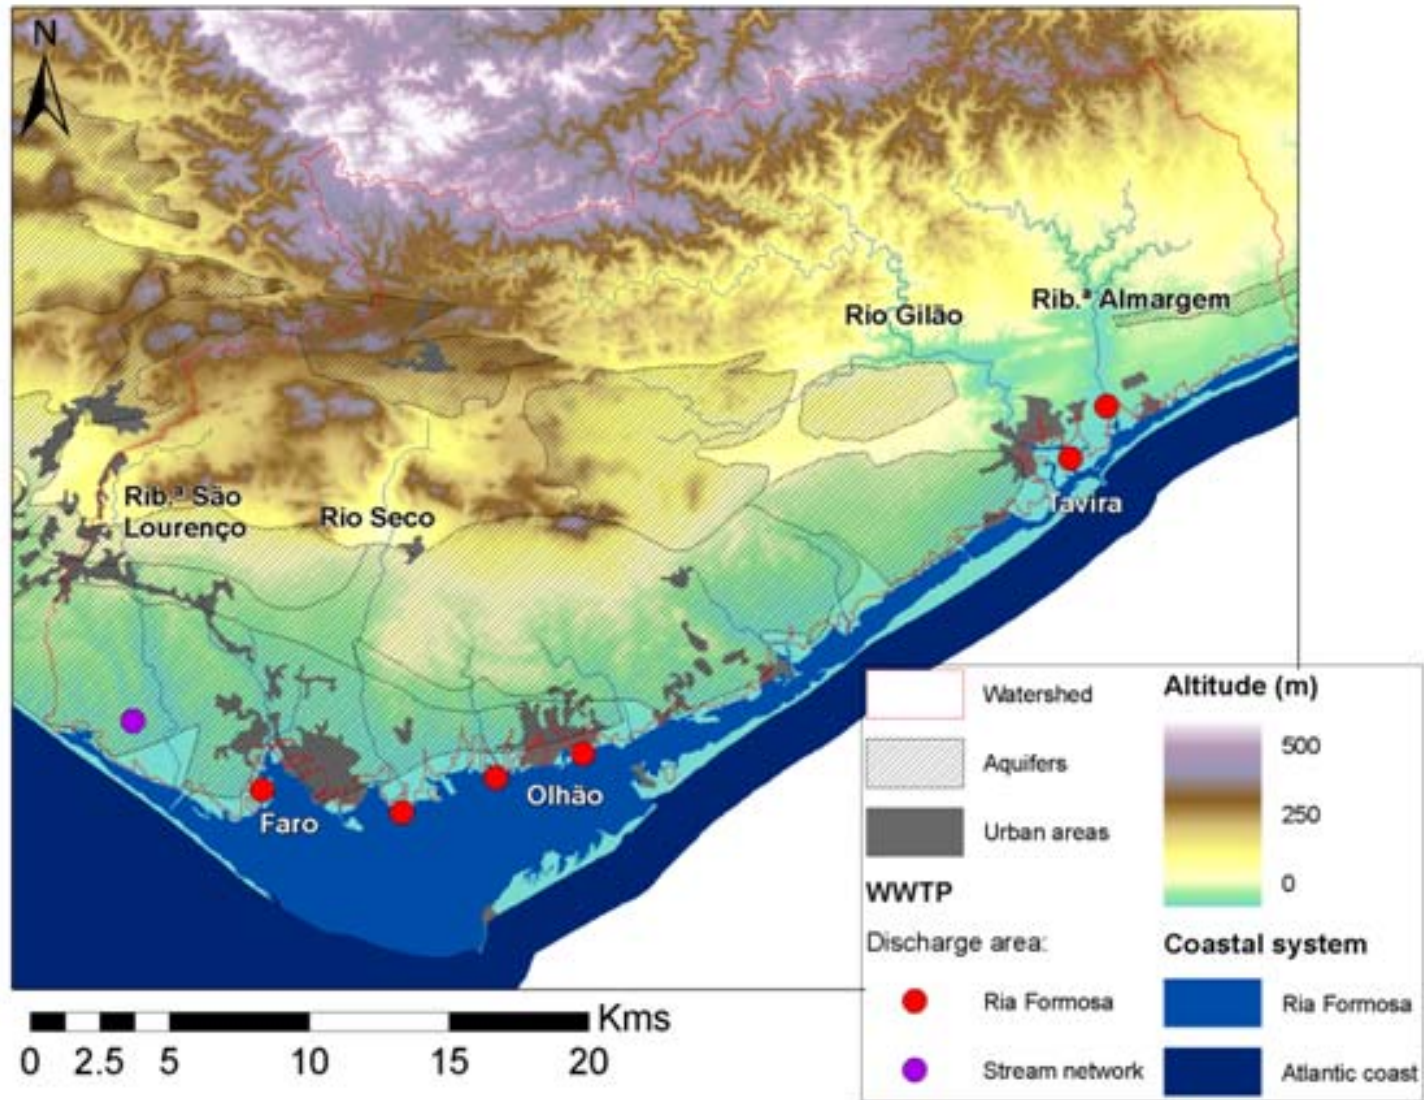 N
Rio Gilão
Rib.ª Almargem
Rib.ª São
Lourenço
Rio Seco
Tavira
Olhão
Faro
Watershed
Aquifers
Urban areas
WWTP
Discharge area:
Ria Formosa
Stream network
Altitude (m)
500
250
0
Coastal system
Ria Formosa
Atlantic coast
Kms
0 2.5 5 10 15 20